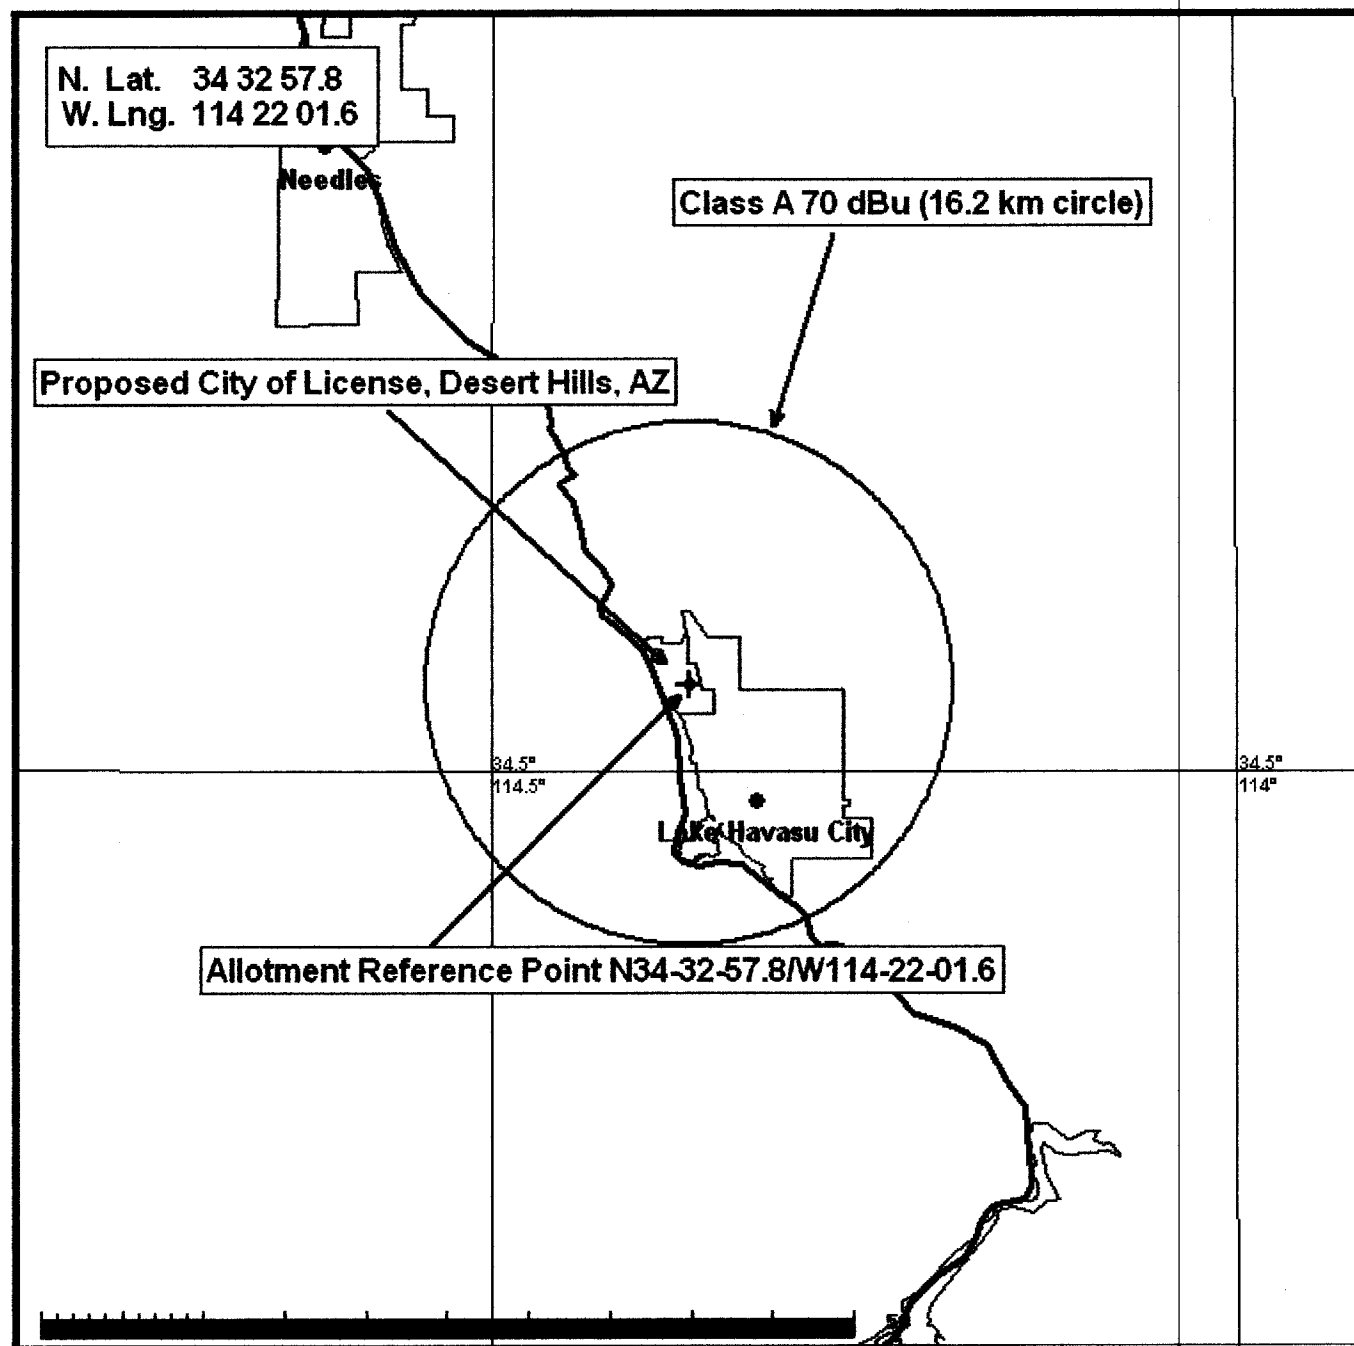 N. Lat. 34 32 57.8
W. Lng. 114 22 01.6
Needles
Class A 70 dBu (16.2 km circle)
Proposed City of License, Desert Hills, AZ
34.5°
114.5°
34.5°
114°
Lake Havasu City
Allotment Reference Point N34-32-57.8/W114-22-01.6